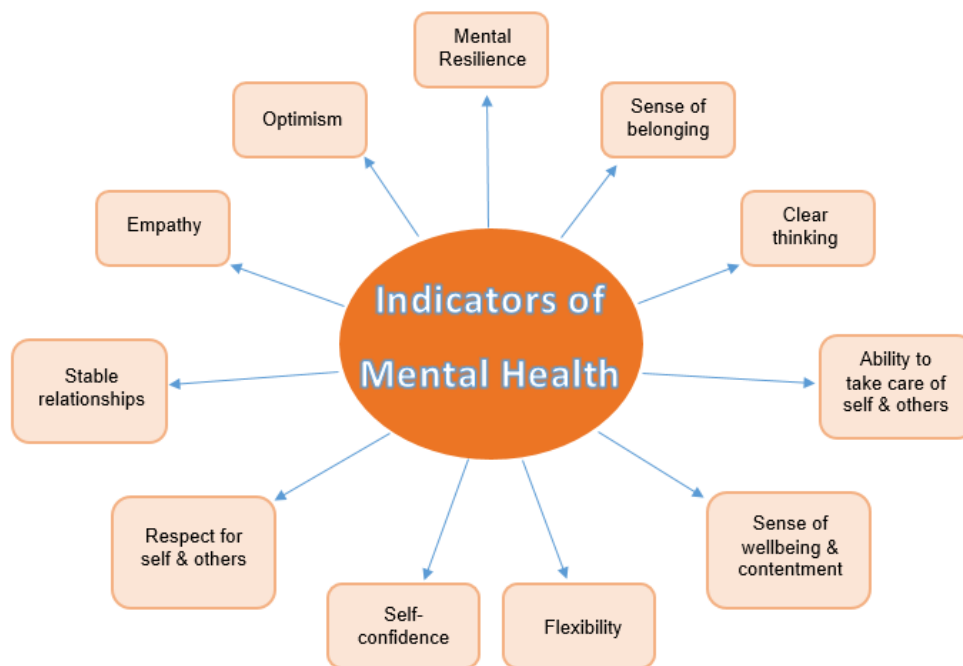 Mental
Resilience
Optimism
Sense of
belonging
Empathy
Clear
thinking
Indicators of
Mental Health
Stable
relationships
Ability to
take care of
self & others
Respect for
self & others
Sense of
wellbeing &
contentment
Self-
confidence
Flexibility